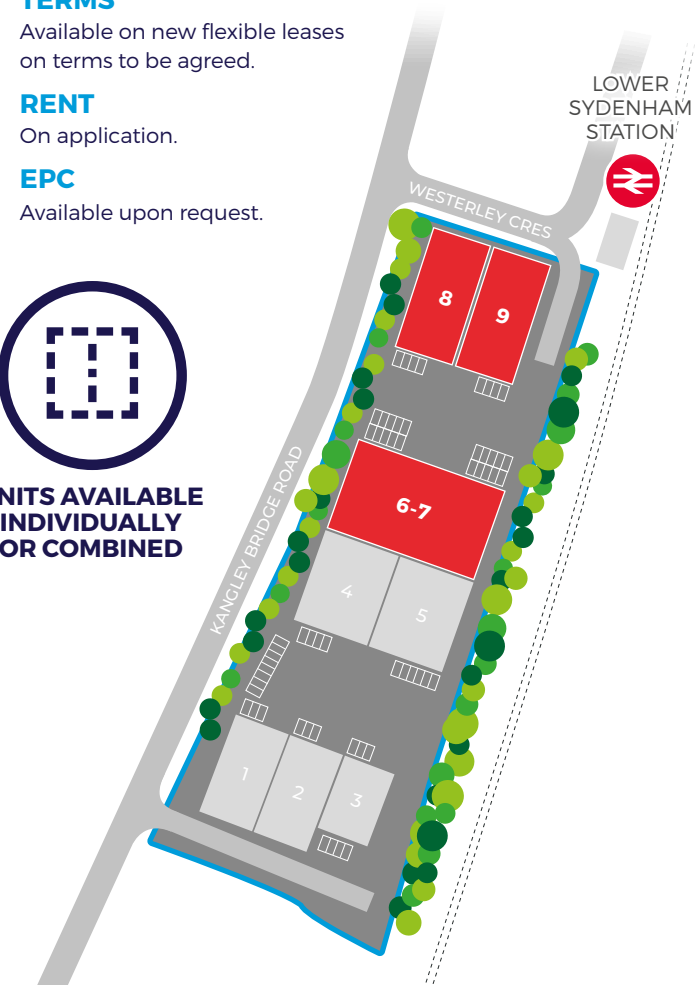 TERMS
Available on new flexible leases
on terms to be agreed.
RENT
On application.
EPC
Available upon request.
NITS AVAILABLE
INDIVIDUALLY
OR COMBINED
LOWER
SYDENHAM
STATION
WESTERLEY CRES
KANGLEY BRIDGE ROAD
8
9
6-7
4
5
1
2
3